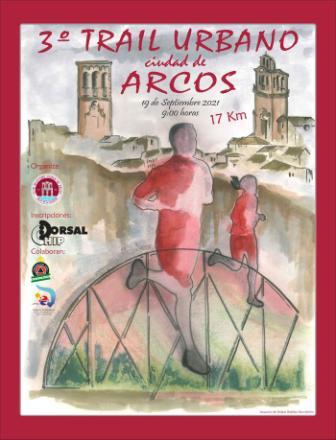 3º TRAIL URBANO
ciudad de
ARCOS
19 de Septiembre 2021
9:00 horas
17 Km
Organiza:
Inscripciones:
DORSAL
CHIP
Colaboran: